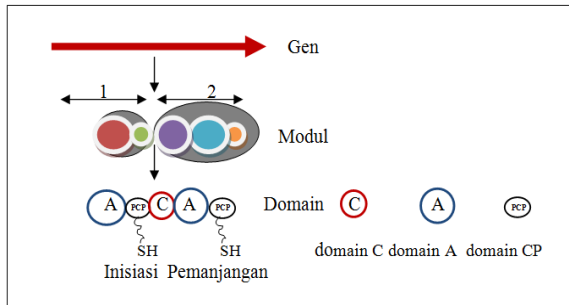 Gen
1 2
Modul
A PCP C A PCP Domain C A PCP
SH SH
Inisiasi Pemanjangan domain C domain A domain CP